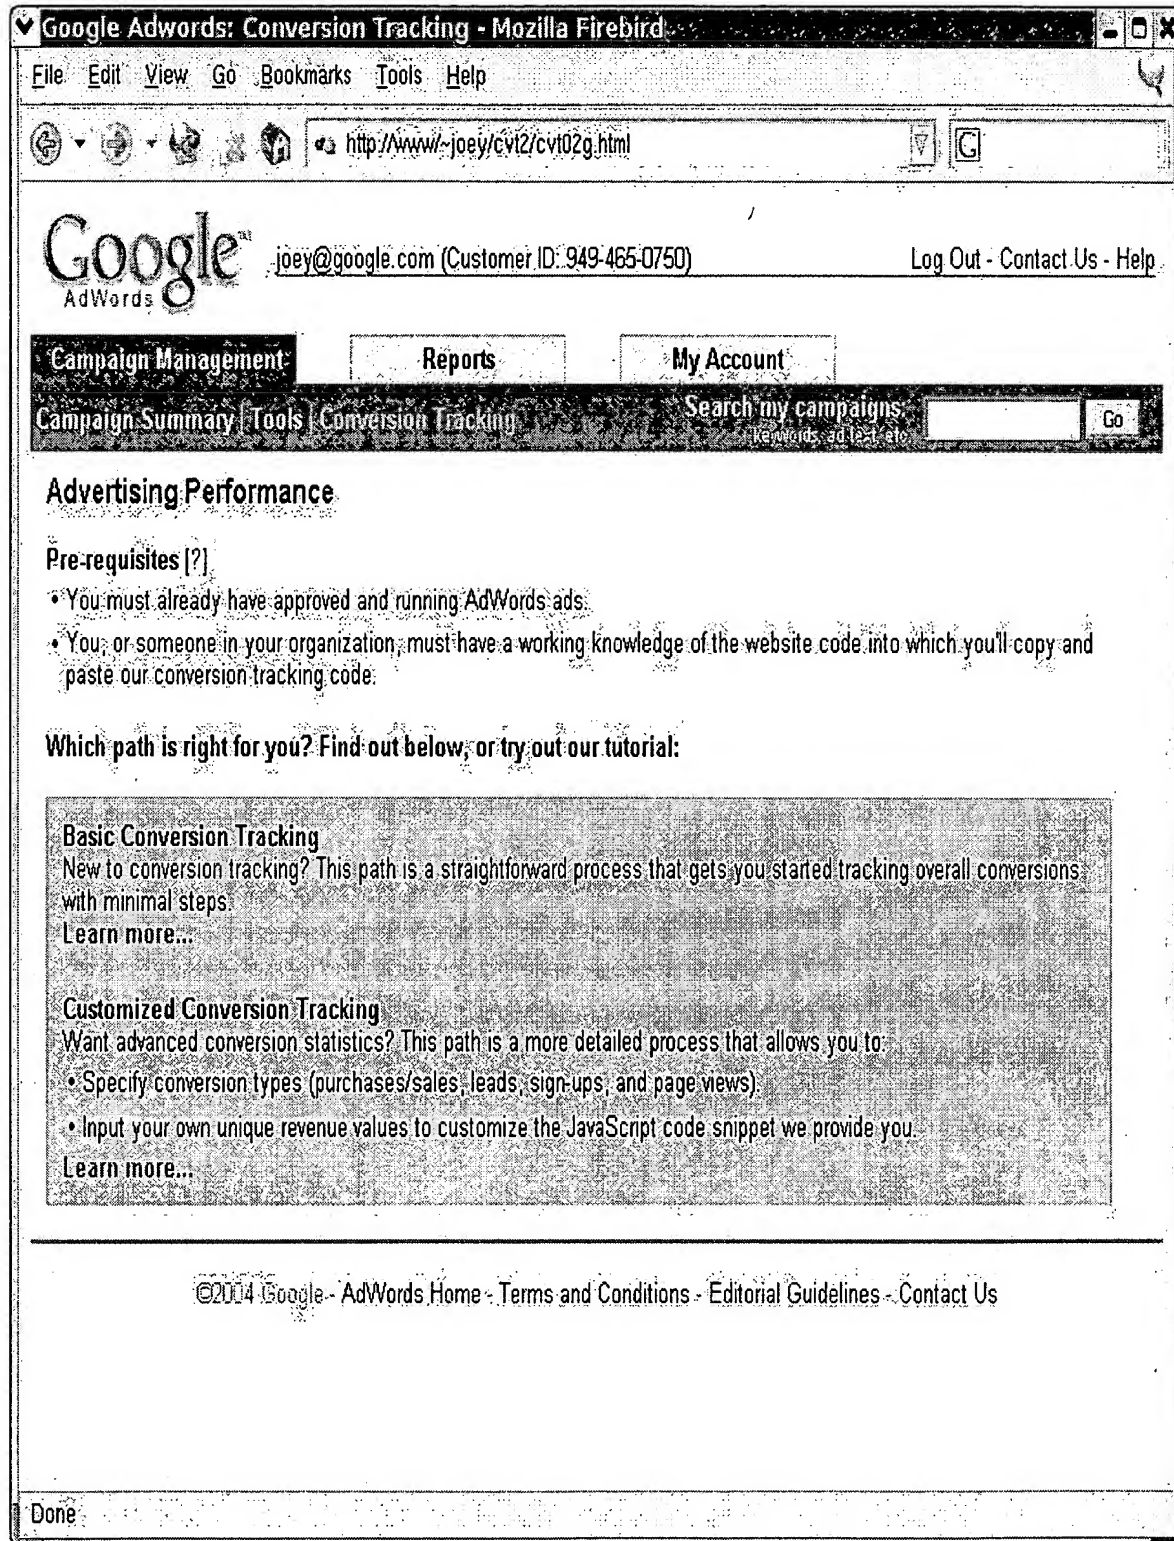 Google Adwords: Conversion Tracking - Mozilla Firebird
File Edit View Go Bookmarks Tools Help
http://www/~joey/cvt2/cvt02g.html G
Google™ joey@google.com (Customer ID: 949-465-0750) Log Out - Contact Us - Help
AdWords
Campaign Management Reports My Account
Campaign Summary | Tools | Conversion Tracking Search my campaigns Go
keywords, ad text, etc
Advertising Performance
Pre-requisites [?]
• You must already have approved and running AdWords ads.
• You, or someone in your organization, must have a working knowledge of the website code into which you'll copy and
paste our conversion tracking code.
Which path is right for you? Find out below, or try out our tutorial:
Basic Conversion Tracking
New to conversion tracking? This path is a straightforward process that gets you started tracking overall conversions
with minimal steps.
Learn more...
Customized Conversion Tracking
Want advanced conversion statistics? This path is a more detailed process that allows you to:
• Specify conversion types (purchases/sales, leads, sign-ups, and page views).
• Input your own unique revenue values to customize the JavaScript code snippet we provide you.
Learn more...
©2004 Google - AdWords Home - Terms and Conditions - Editorial Guidelines - Contact Us
Done